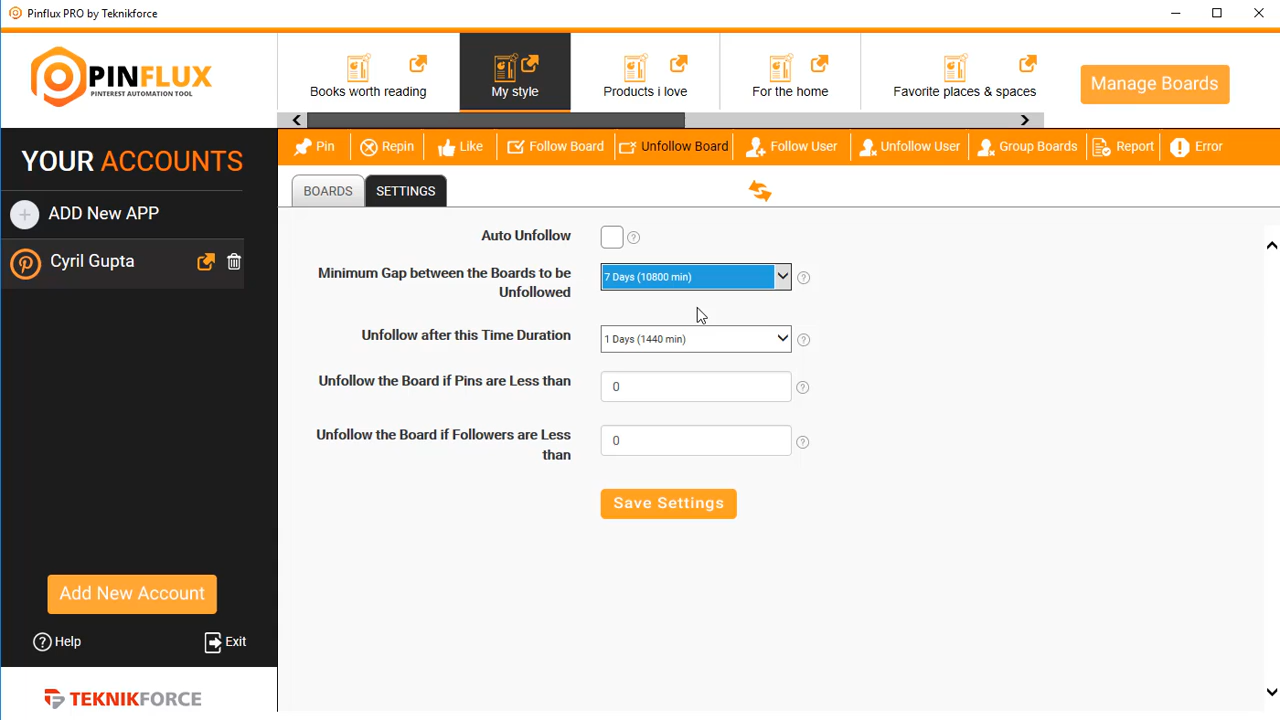 Pinflux PRO by Teknikforce
PINFLUX
PINTEREST AUTOMATION TOOL
Books worth reading
My style
Products i love
For the home
Favorite places & spaces
Manage Boards
YOUR ACCOUNTS
ADD New APP
Cyril Gupta
Add New Account
Help
Exit
TEKNIKFORCE
Pin
Repin
Like
Follow Board
Unfollow Board
Follow User
Unfollow User
Group Boards
Report
Error
BOARDS
SETTINGS
Auto Unfollow
?
Minimum Gap between the Boards to be
Unfollowed
7 Days (10800 min)
?
Unfollow after this Time Duration
1 Days (1440 min)
?
Unfollow the Board if Pins are Less than
0
?
Unfollow the Board if Followers are Less
than
0
?
Save Settings